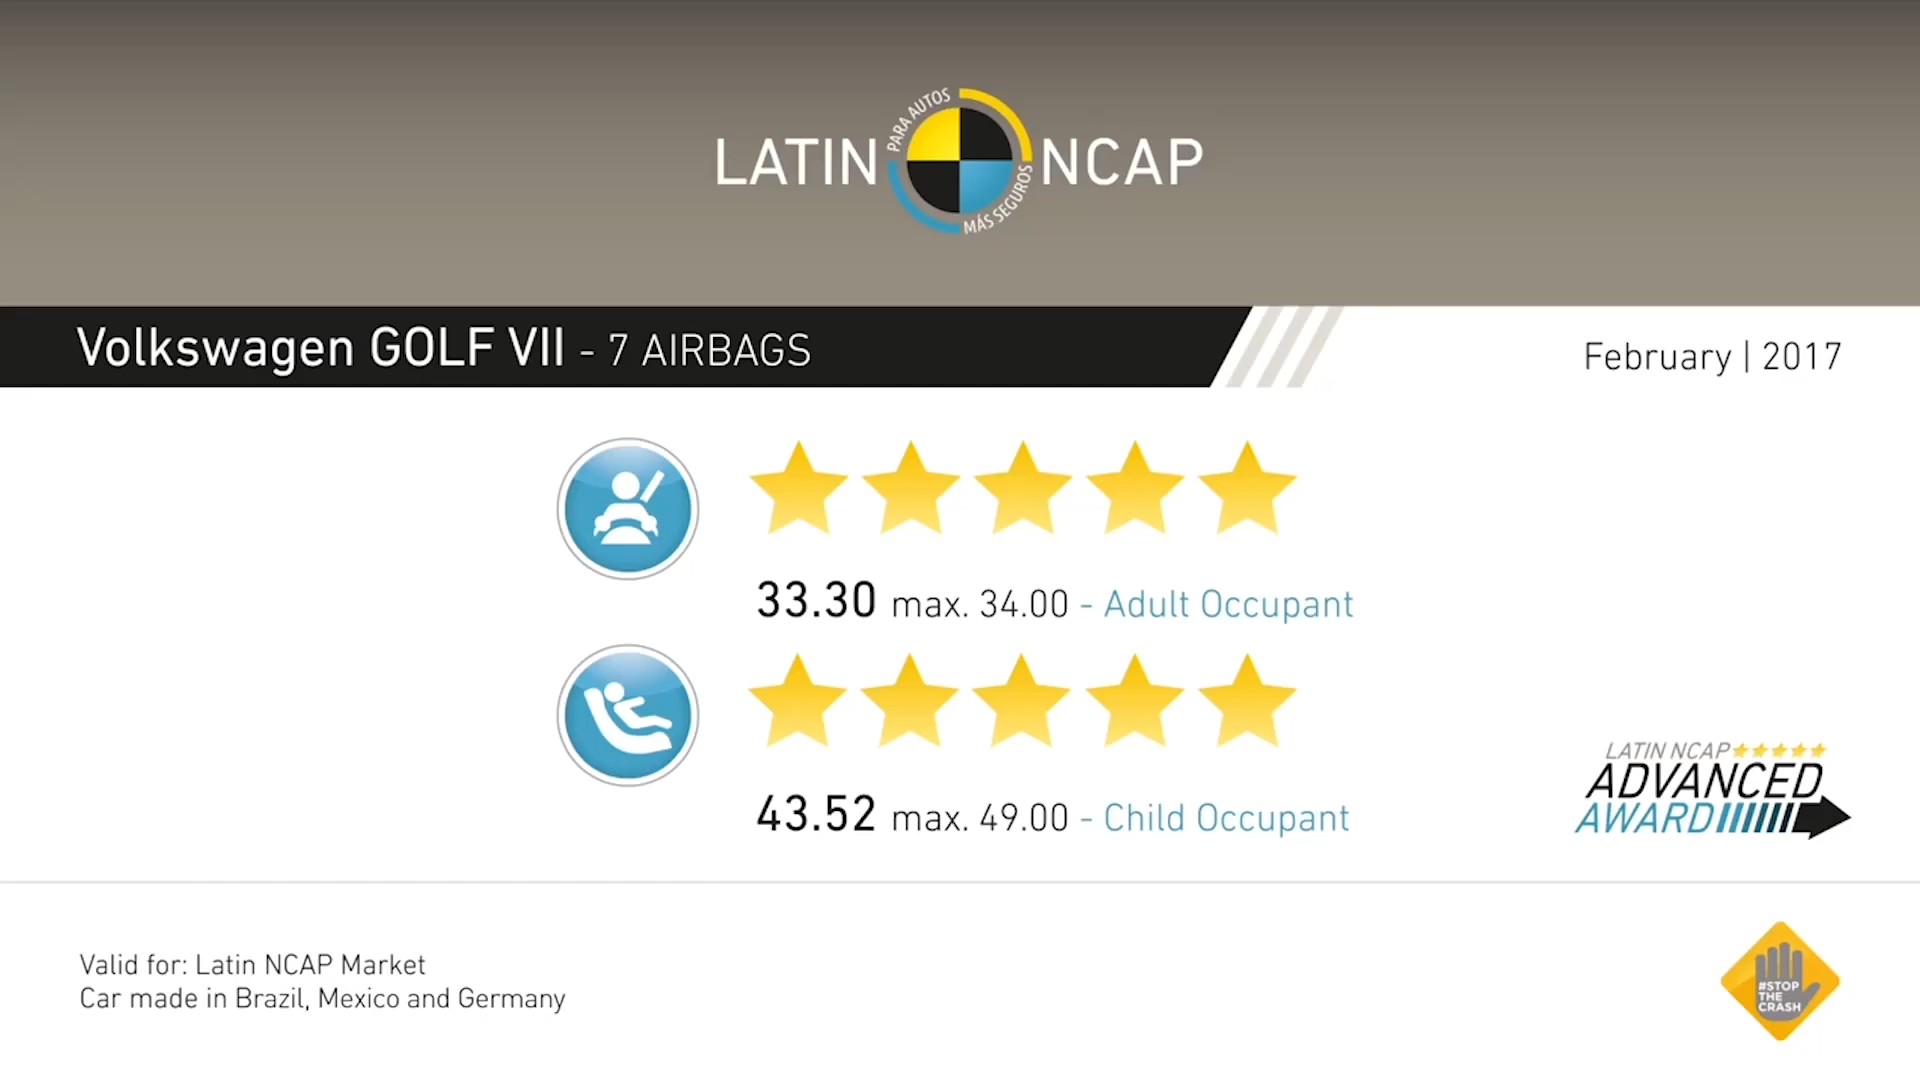 LATIN NCAP
PARA AUTOS
MÁS SEGUROS
Volkswagen GOLF VII - 7 AIRBAGS
February | 2017
33.30 max. 34.00 - Adult Occupant
43.52 max. 49.00 - Child Occupant
LATIN NCAP
ADVANCED
AWARD
Valid for: Latin NCAP Market
Car made in Brazil, Mexico and Germany
#STOP
THE
CRASH